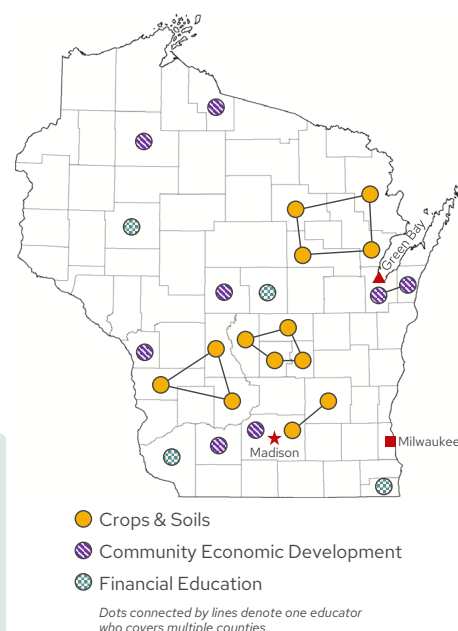 Green Bay
Milwaukee
Madison
Crops & Soils
Community Economic Development
Financial Education
Dots connected by lines denote one educator
who covers multiple counties.